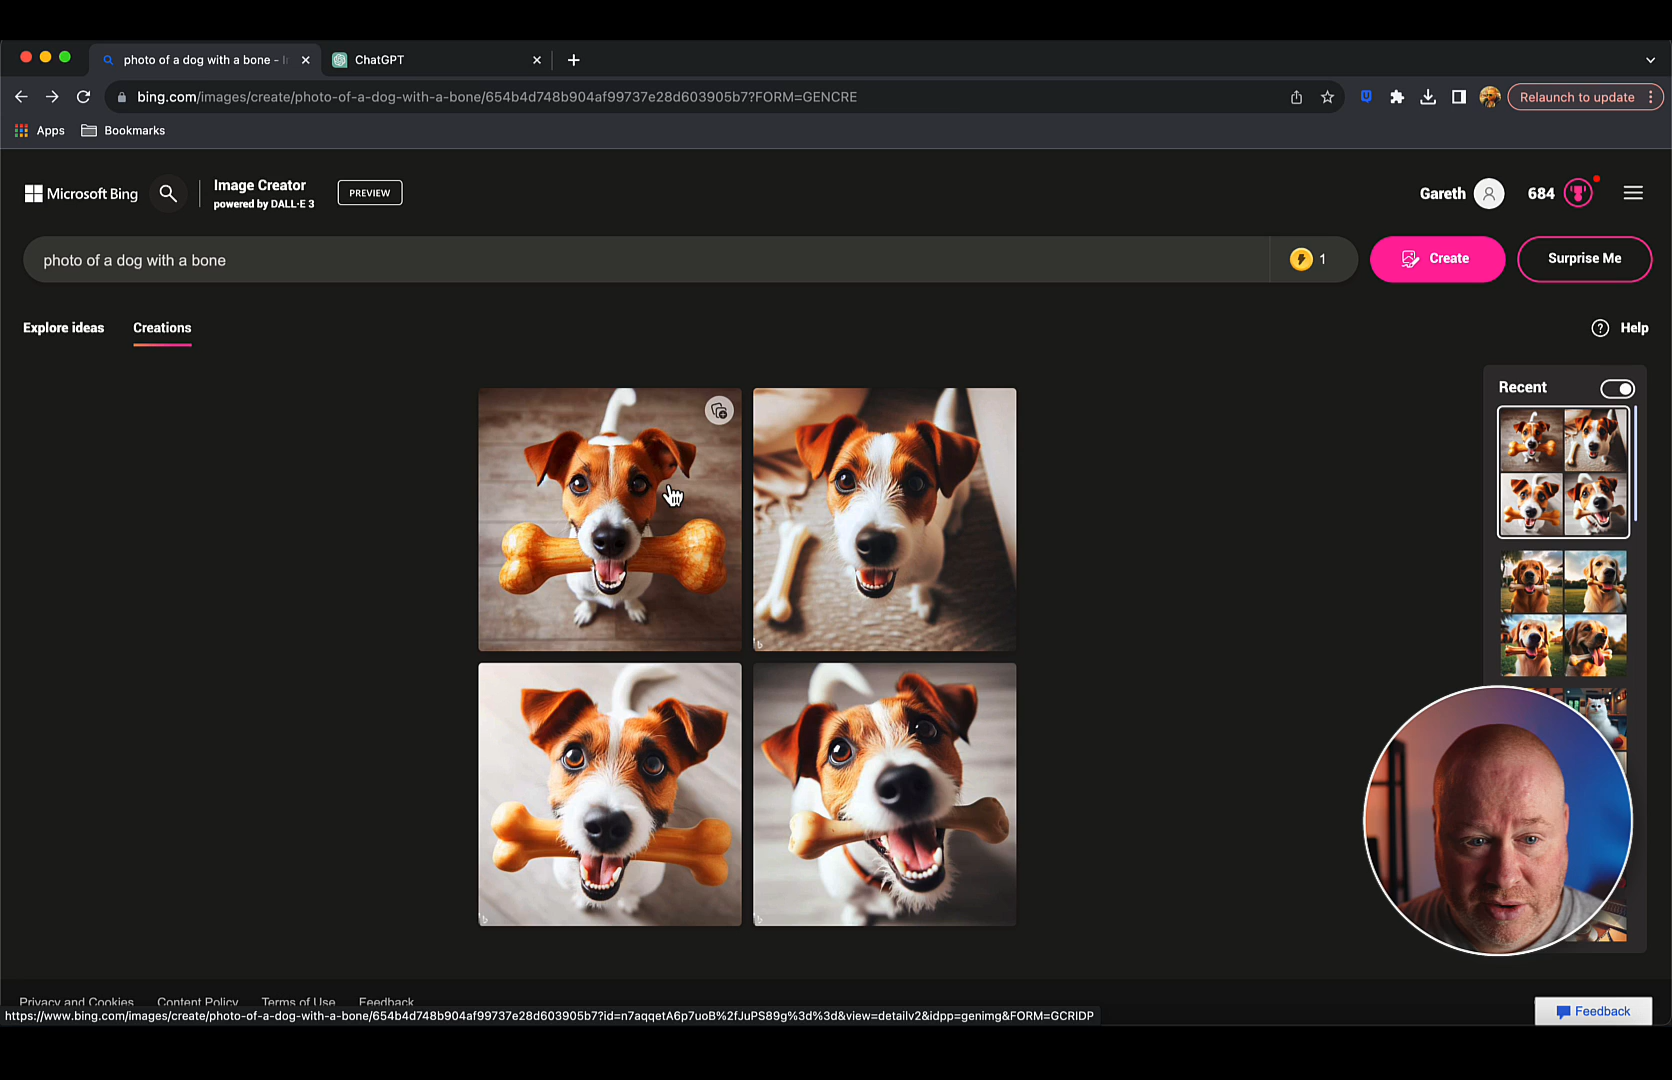 photo of a dog with a bone - I
ChatGPT
bing.com/images/create/photo-of-a-dog-with-a-bone/654b4d748b904af99737e28d603905b7?FORM=GENCRE
Relaunch to update
Apps
Bookmarks
Microsoft Bing
Image Creator
powered by DALL·E 3
PREVIEW
Gareth
684
photo of a dog with a bone
1
Create
Surprise Me
Explore ideas
Creations
Help
Recent
Privacy and Cookies
Content Policy
Terms of Use
Feedback
https://www.bing.com/images/create/photo-of-a-dog-with-a-bone/654b4d748b904af99737e28d603905b7?id=n7aqqetA6p7uoB%2fJuPS89g%3d%3d&view=detailv2&idpp=genimg&FORM=GCRIDP
Feedback